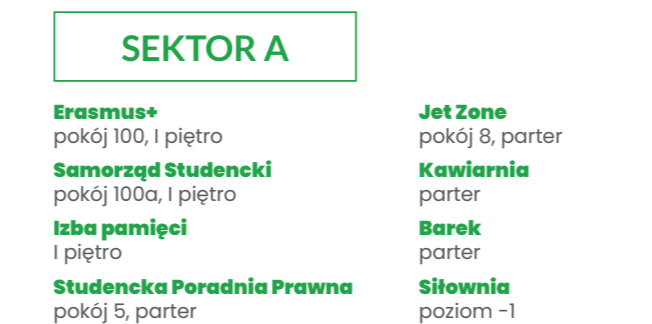 SEKTOR A
Erasmus+
pokój 100, I piętro
Samorząd Studencki
pokój 100a, I piętro
Izba pamięci
I piętro
Studencka Poradnia Prawna
pokój 5, parter
Jet Zone
pokój 8, parter
Kawiarnia
parter
Barek
parter
Siłownia
poziom -1